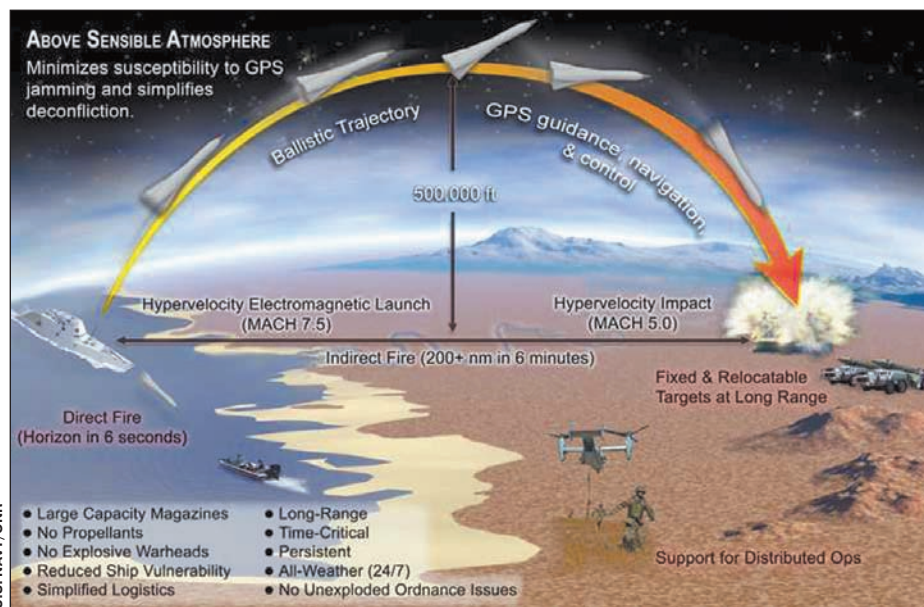 ABOVE SENSIBLE ATMOSPHERE
Minimizes susceptibility to GPS
jamming and simplifies
deconfliction.
Ballistic Trajectory
GPS guidance, navigation,
& control
500,000 ft
Hypervelocity Electromagnetic Launch
(MACH 7.5)
Hypervelocity Impact
(MACH 5.0)
Indirect Fire (200+ nm in 6 minutes)
Fixed & Relocatable
Targets at Long Range
Direct Fire
(Horizon in 6 seconds)
● Large Capacity Magazines
● No Propellants
● No Explosive Warheads
● Reduced Ship Vulnerability
● Simplified Logistics
● Long-Range
● Time-Critical
● Persistent
● All-Weather (24/7)
● No Unexploded Ordnance Issues
Support for Distributed Ops